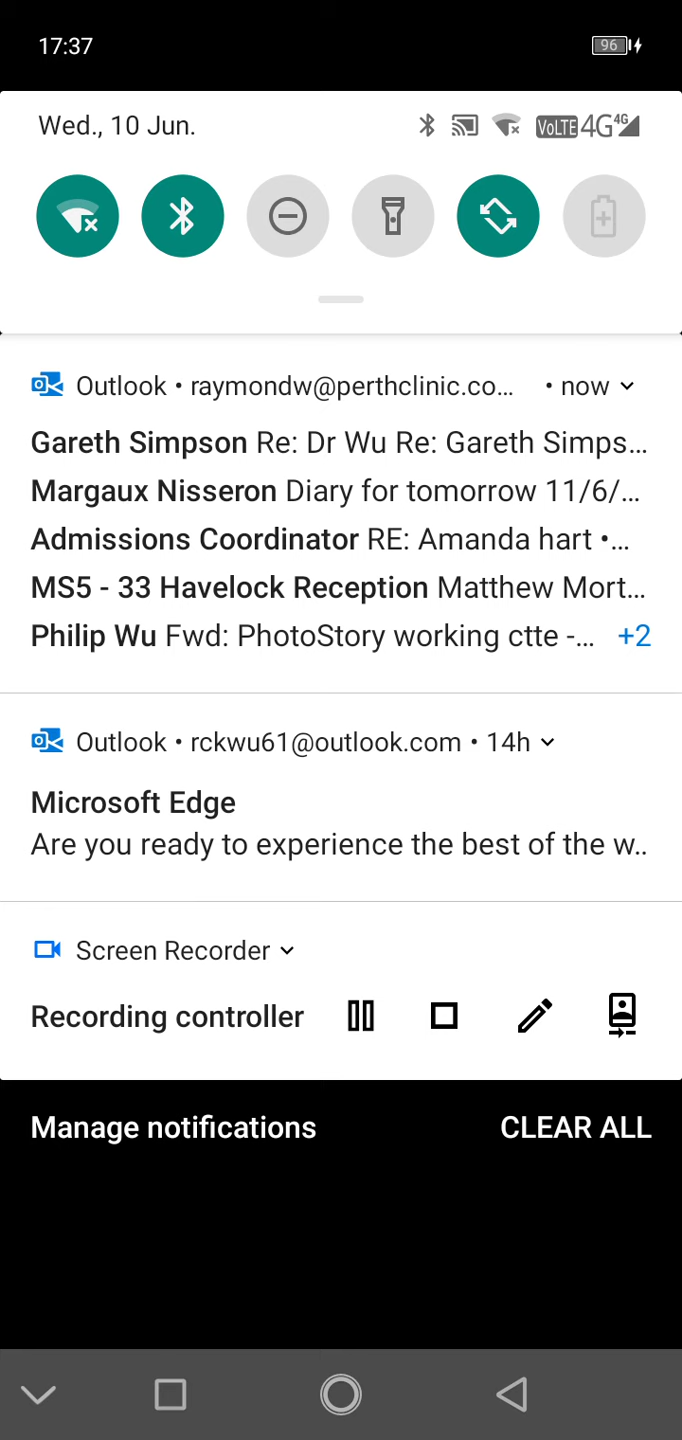 17:37
96
Wed., 10 Jun.
VoLTE 4G 4G
Outlook • raymondw@perthclinic.co... • now
Gareth Simpson Re: Dr Wu Re: Gareth Simps...
Margaux Nisseron Diary for tomorrow 11/6/...
Admissions Coordinator RE: Amanda hart •...
MS5 - 33 Havelock Reception Matthew Mort...
Philip Wu Fwd: PhotoStory working ctte -... +2
Outlook • rckwu61@outlook.com • 14h
Microsoft Edge
Are you ready to experience the best of the w..
Screen Recorder
Recording controller
Manage notifications CLEAR ALL